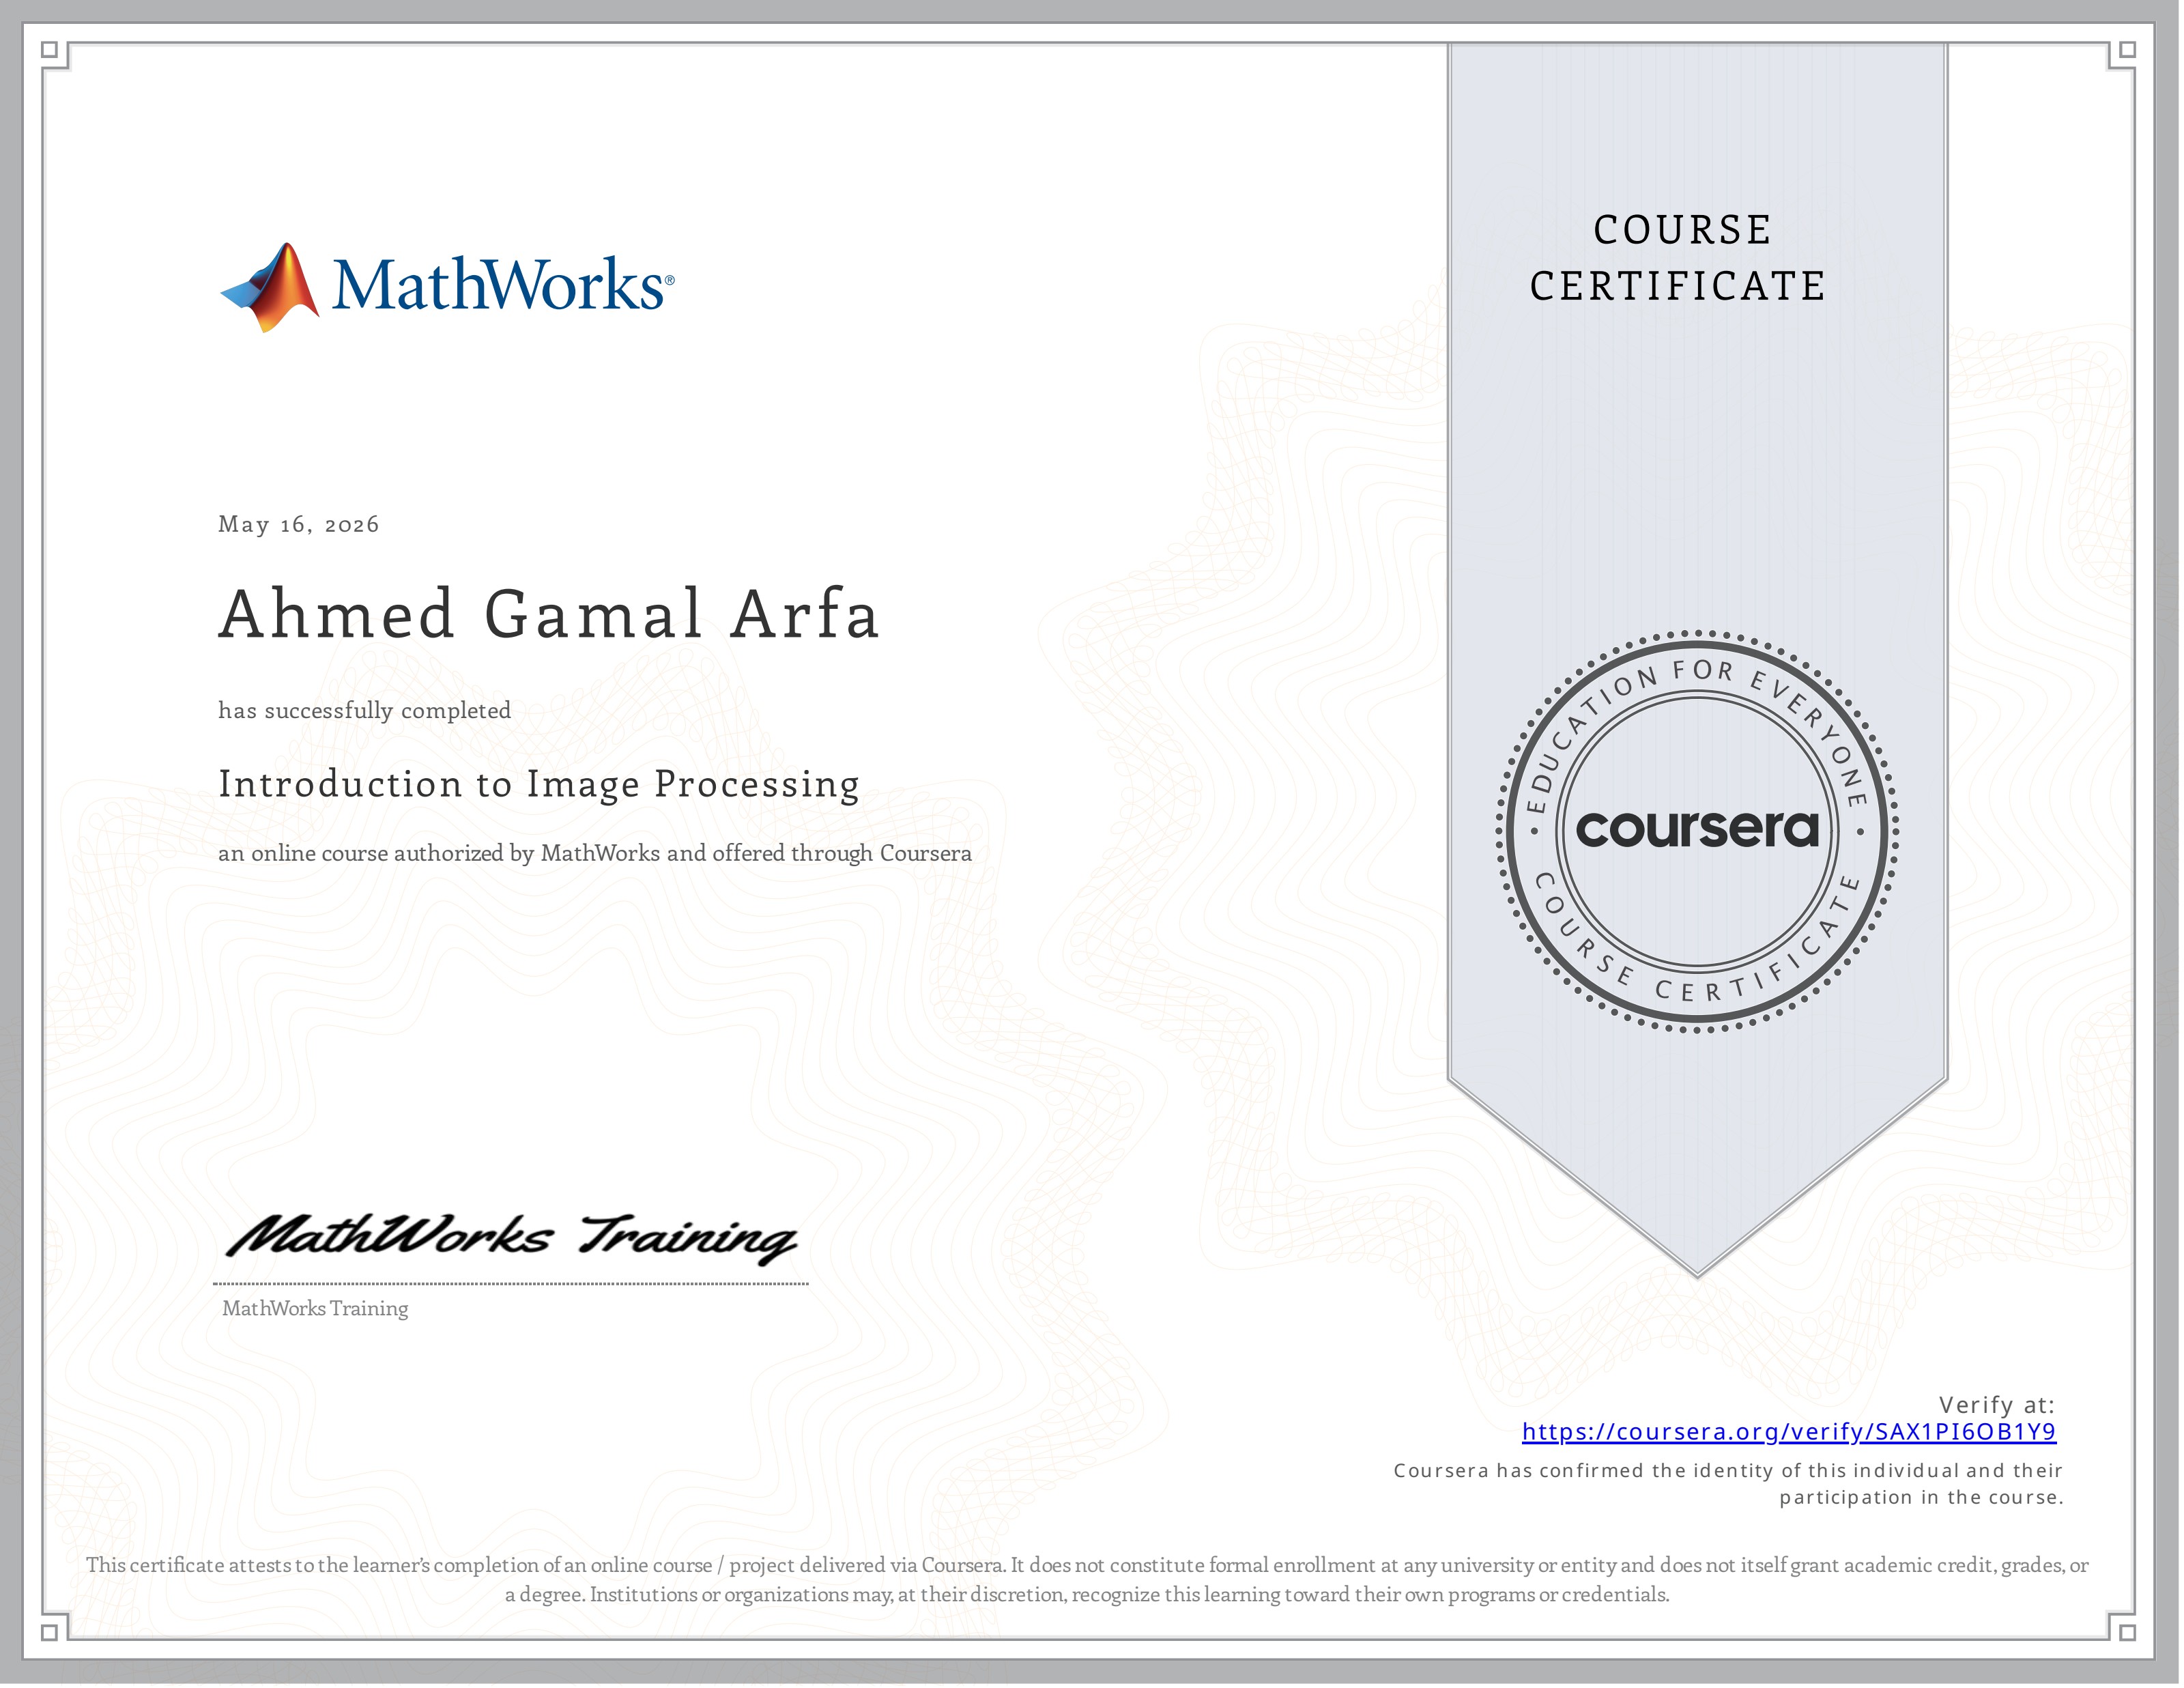 MathWorks®
COURSE
CERTIFICATE
May 16, 2026
Ahmed Gamal Arfa
has successfully completed
Introduction to Image Processing
an online course authorized by MathWorks and offered through Coursera
EDUCATION FOR EVERYONE
coursera
COURSE CERTIFICATE
MathWorks Training
MathWorks Training
Verify at:
https://coursera.org/verify/SAX1PI6OB1Y9
Coursera has confirmed the identity of this individual and their
participation in the course.
This certificate attests to the learner's completion of an online course / project delivered via Coursera. It does not constitute formal enrollment at any university or entity and does not itself grant academic credit, grades, or
a degree. Institutions or organizations may, at their discretion, recognize this learning toward their own programs or credentials.